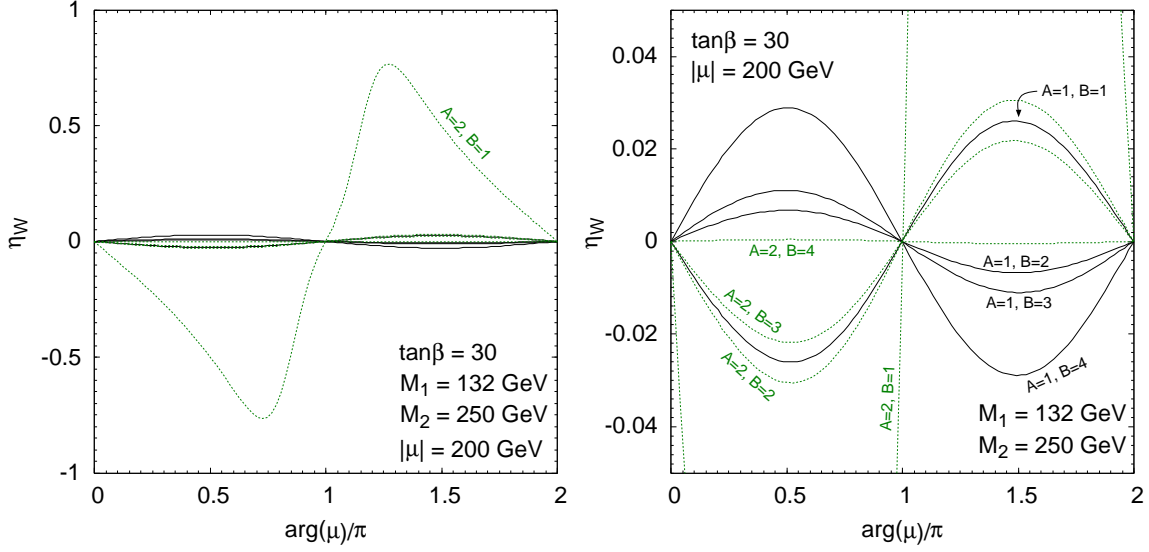 1
0.5
0
-0.5
-1
η_W
A=2, B=1
tanβ = 30
M_1 = 132 GeV
M_2 = 250 GeV
|μ| = 200 GeV
0 0.5 1 1.5 2
arg(μ)/π
0.04
0.02
0
-0.02
-0.04
η_W
tanβ = 30
|μ| = 200 GeV
A=1, B=1
A=2, B=4
A=1, B=2
A=1, B=3
A=2, B=3
A=2, B=2
A=2, B=1
A=1, B=4
M_1 = 132 GeV
M_2 = 250 GeV
0 0.5 1 1.5 2
arg(μ)/π